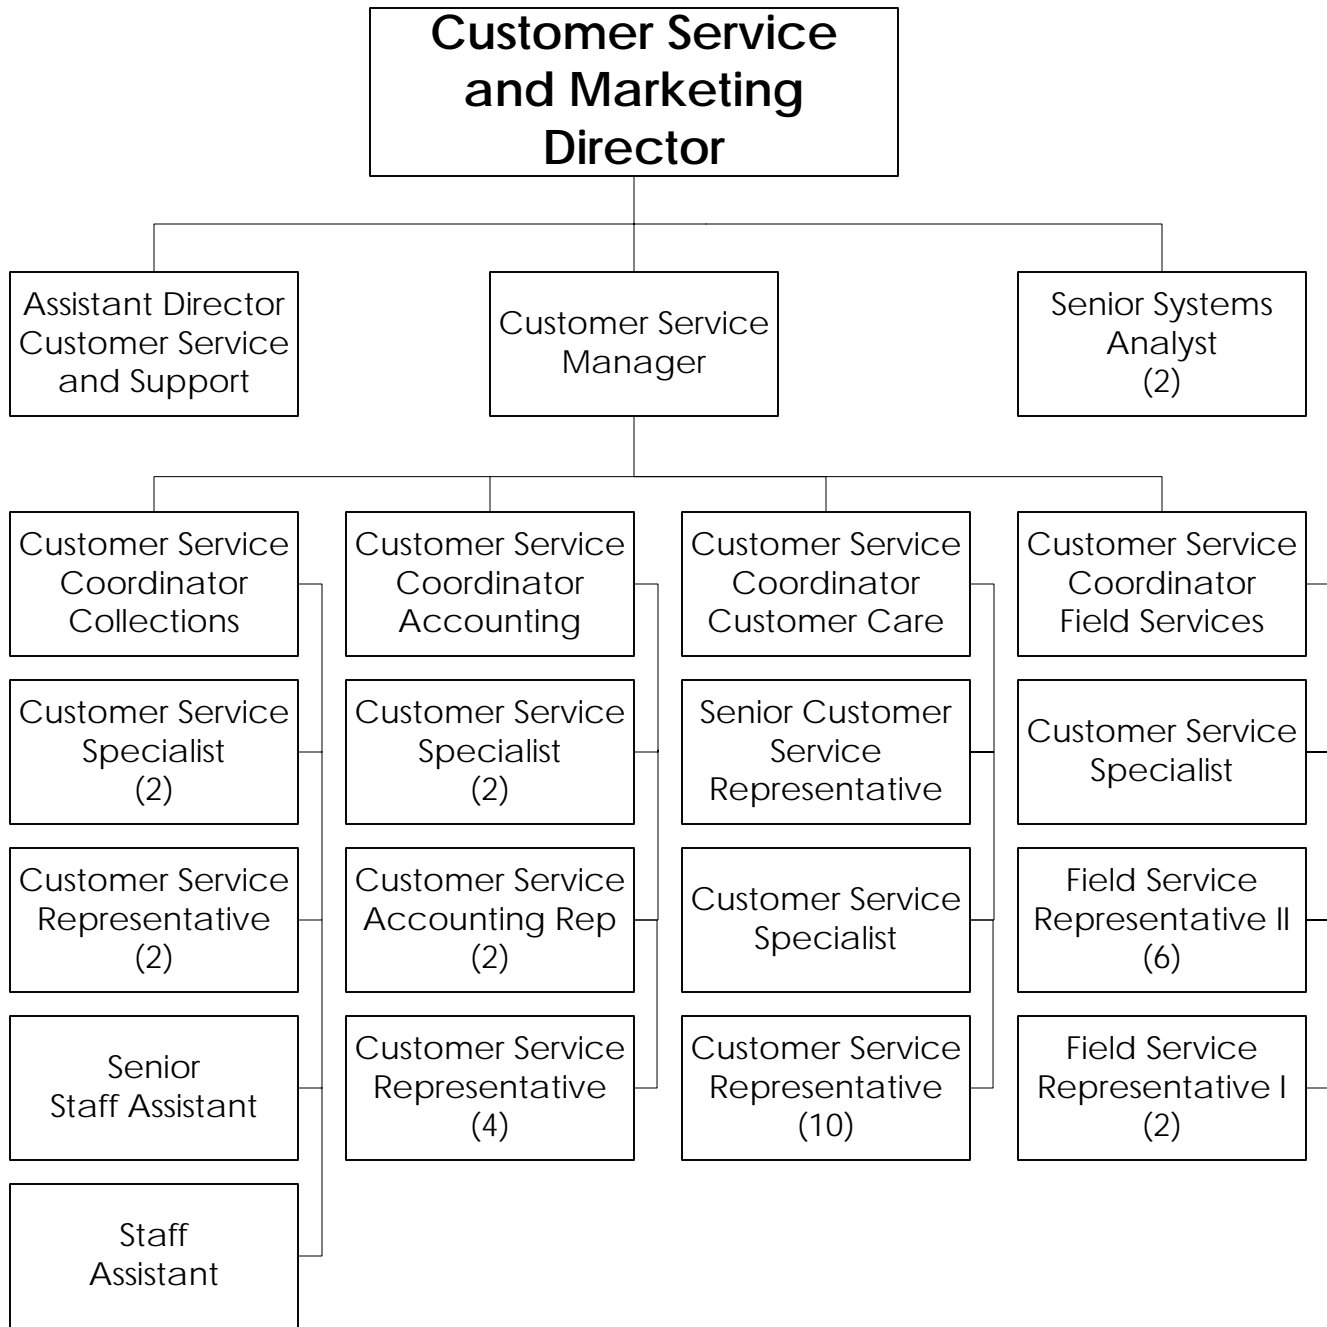 Customer Service
and Marketing
Director
Assistant Director
Customer Service
and Support
Customer Service
Manager
Senior Systems
Analyst
(2)
Customer Service
Coordinator
Collections
Customer Service
Coordinator
Accounting
Customer Service
Coordinator
Customer Care
Customer Service
Coordinator
Field Services
Customer Service
Specialist
(2)
Customer Service
Specialist
(2)
Senior Customer
Service
Representative
Customer Service
Specialist
Customer Service
Representative
(2)
Customer Service
Accounting Rep
(2)
Customer Service
Specialist
Field Service
Representative II
(6)
Senior
Staff Assistant
Customer Service
Representative
(4)
Customer Service
Representative
(10)
Field Service
Representative I
(2)
Staff
Assistant